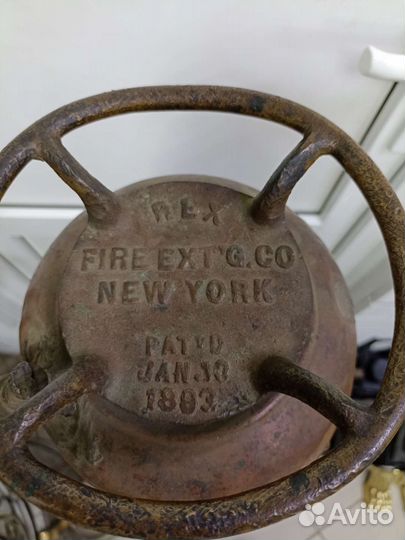 REX
FIRE EXT'G. CO
NEW YORK
PAT'D
JAN. 10
1893
Avito